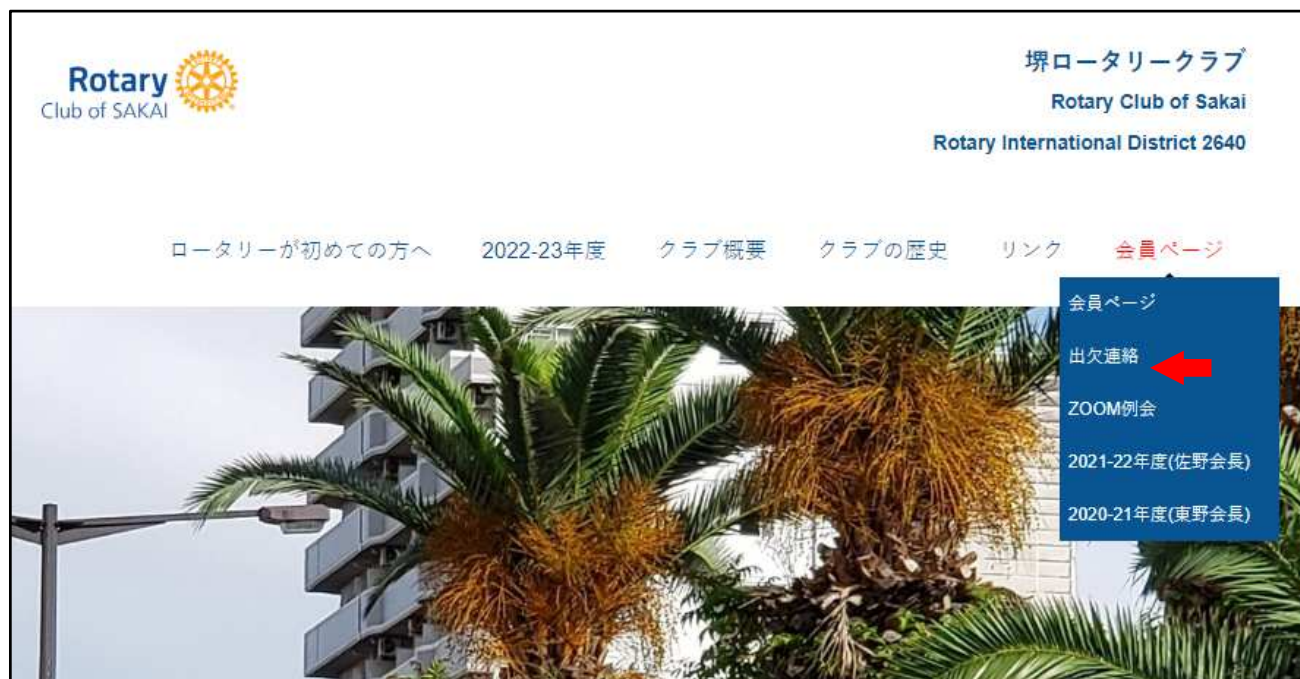 Rotary
Club of SAKAI
堺ロータリークラブ
Rotary Club of Sakai
Rotary International District 2640
ロータリーが初めての方へ 2022-23年度 クラブ概要 クラブの歴史 リンク 会員ページ
会員ページ
出欠連絡
ZOOM例会
2021-22年度(佐野会長)
2020-21年度(東野会長)